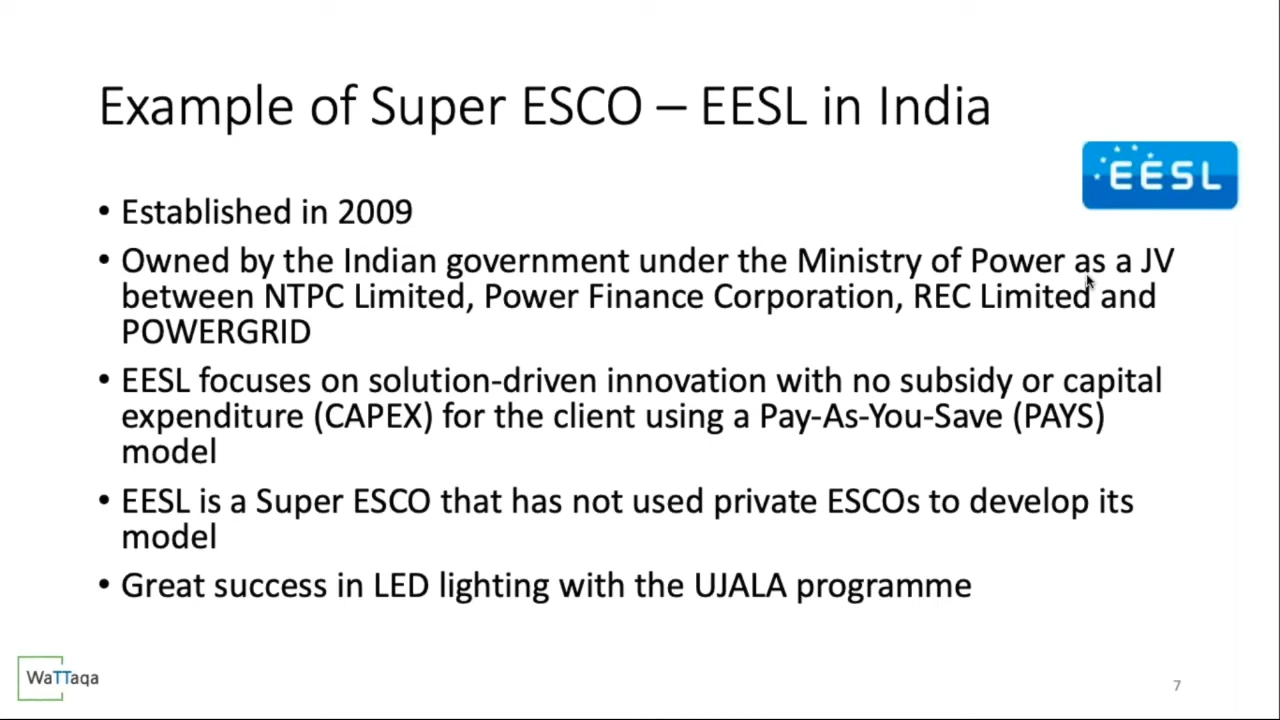 Example of Super ESCO – EESL in India
EESL
• Established in 2009
• Owned by the Indian government under the Ministry of Power as a JV
between NTPC Limited, Power Finance Corporation, REC Limited and
POWERGRID
• EESL focuses on solution-driven innovation with no subsidy or capital
expenditure (CAPEX) for the client using a Pay-As-You-Save (PAYS)
model
• EESL is a Super ESCO that has not used private ESCOs to develop its
model
• Great success in LED lighting with the UJALA programme
WaTTaqa
7